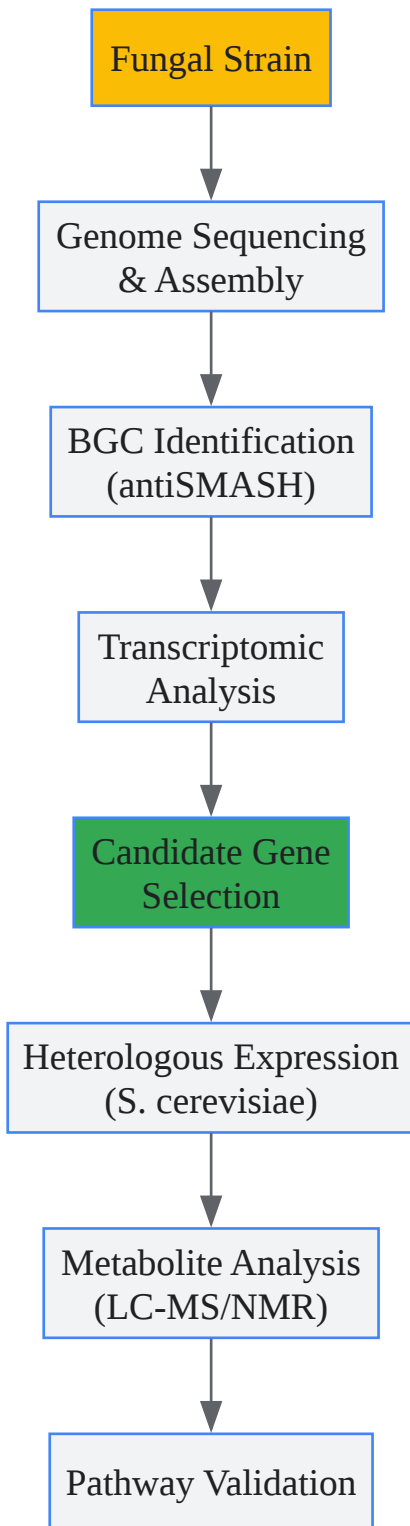 Fungal Strain
Genome Sequencing
& Assembly
BGC Identification
(antiSMASH)
Transcriptomic
Analysis
Candidate Gene
Selection
Heterologous Expression
(S. cerevisiae)
Metabolite Analysis
(LC-MS/NMR)
Pathway Validation